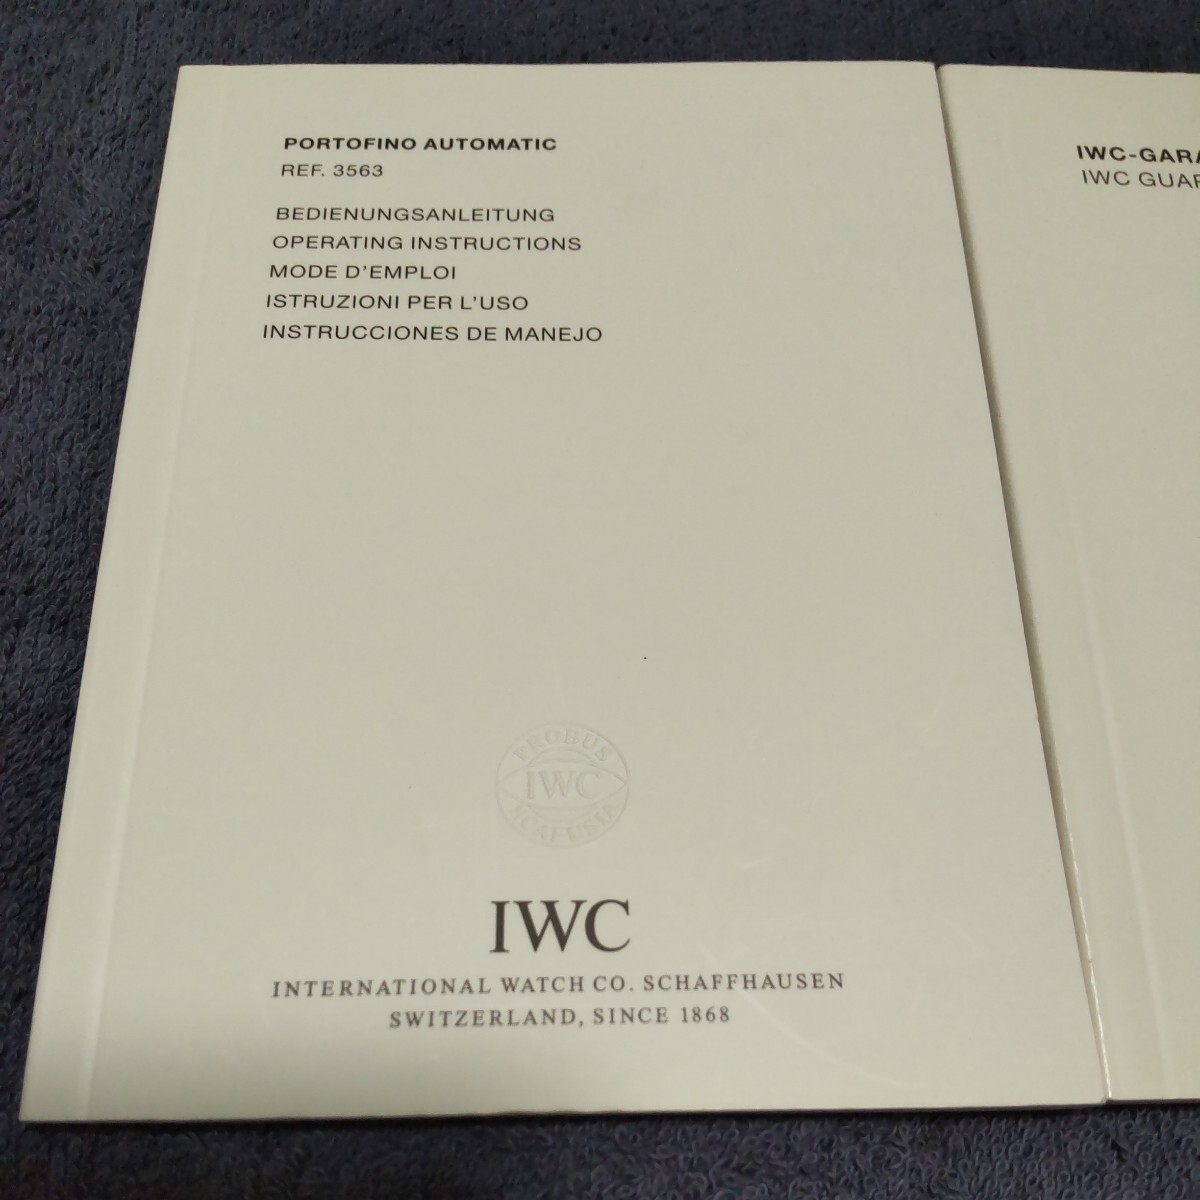 PORTOFINO AUTOMATIC
REF. 3563
BEDIENUNGSANLEITUNG
OPERATING INSTRUCTIONS
MODE D'EMPLOI
ISTRUZIONI PER L'USO
INSTRUCCIONES DE MANEJO
PROBUS
IWC
SCAFUSIA
IWC
INTERNATIONAL WATCH CO. SCHAFFHAUSEN
SWITZERLAND, SINCE 1868
IWC-GARA
IWC GUAR